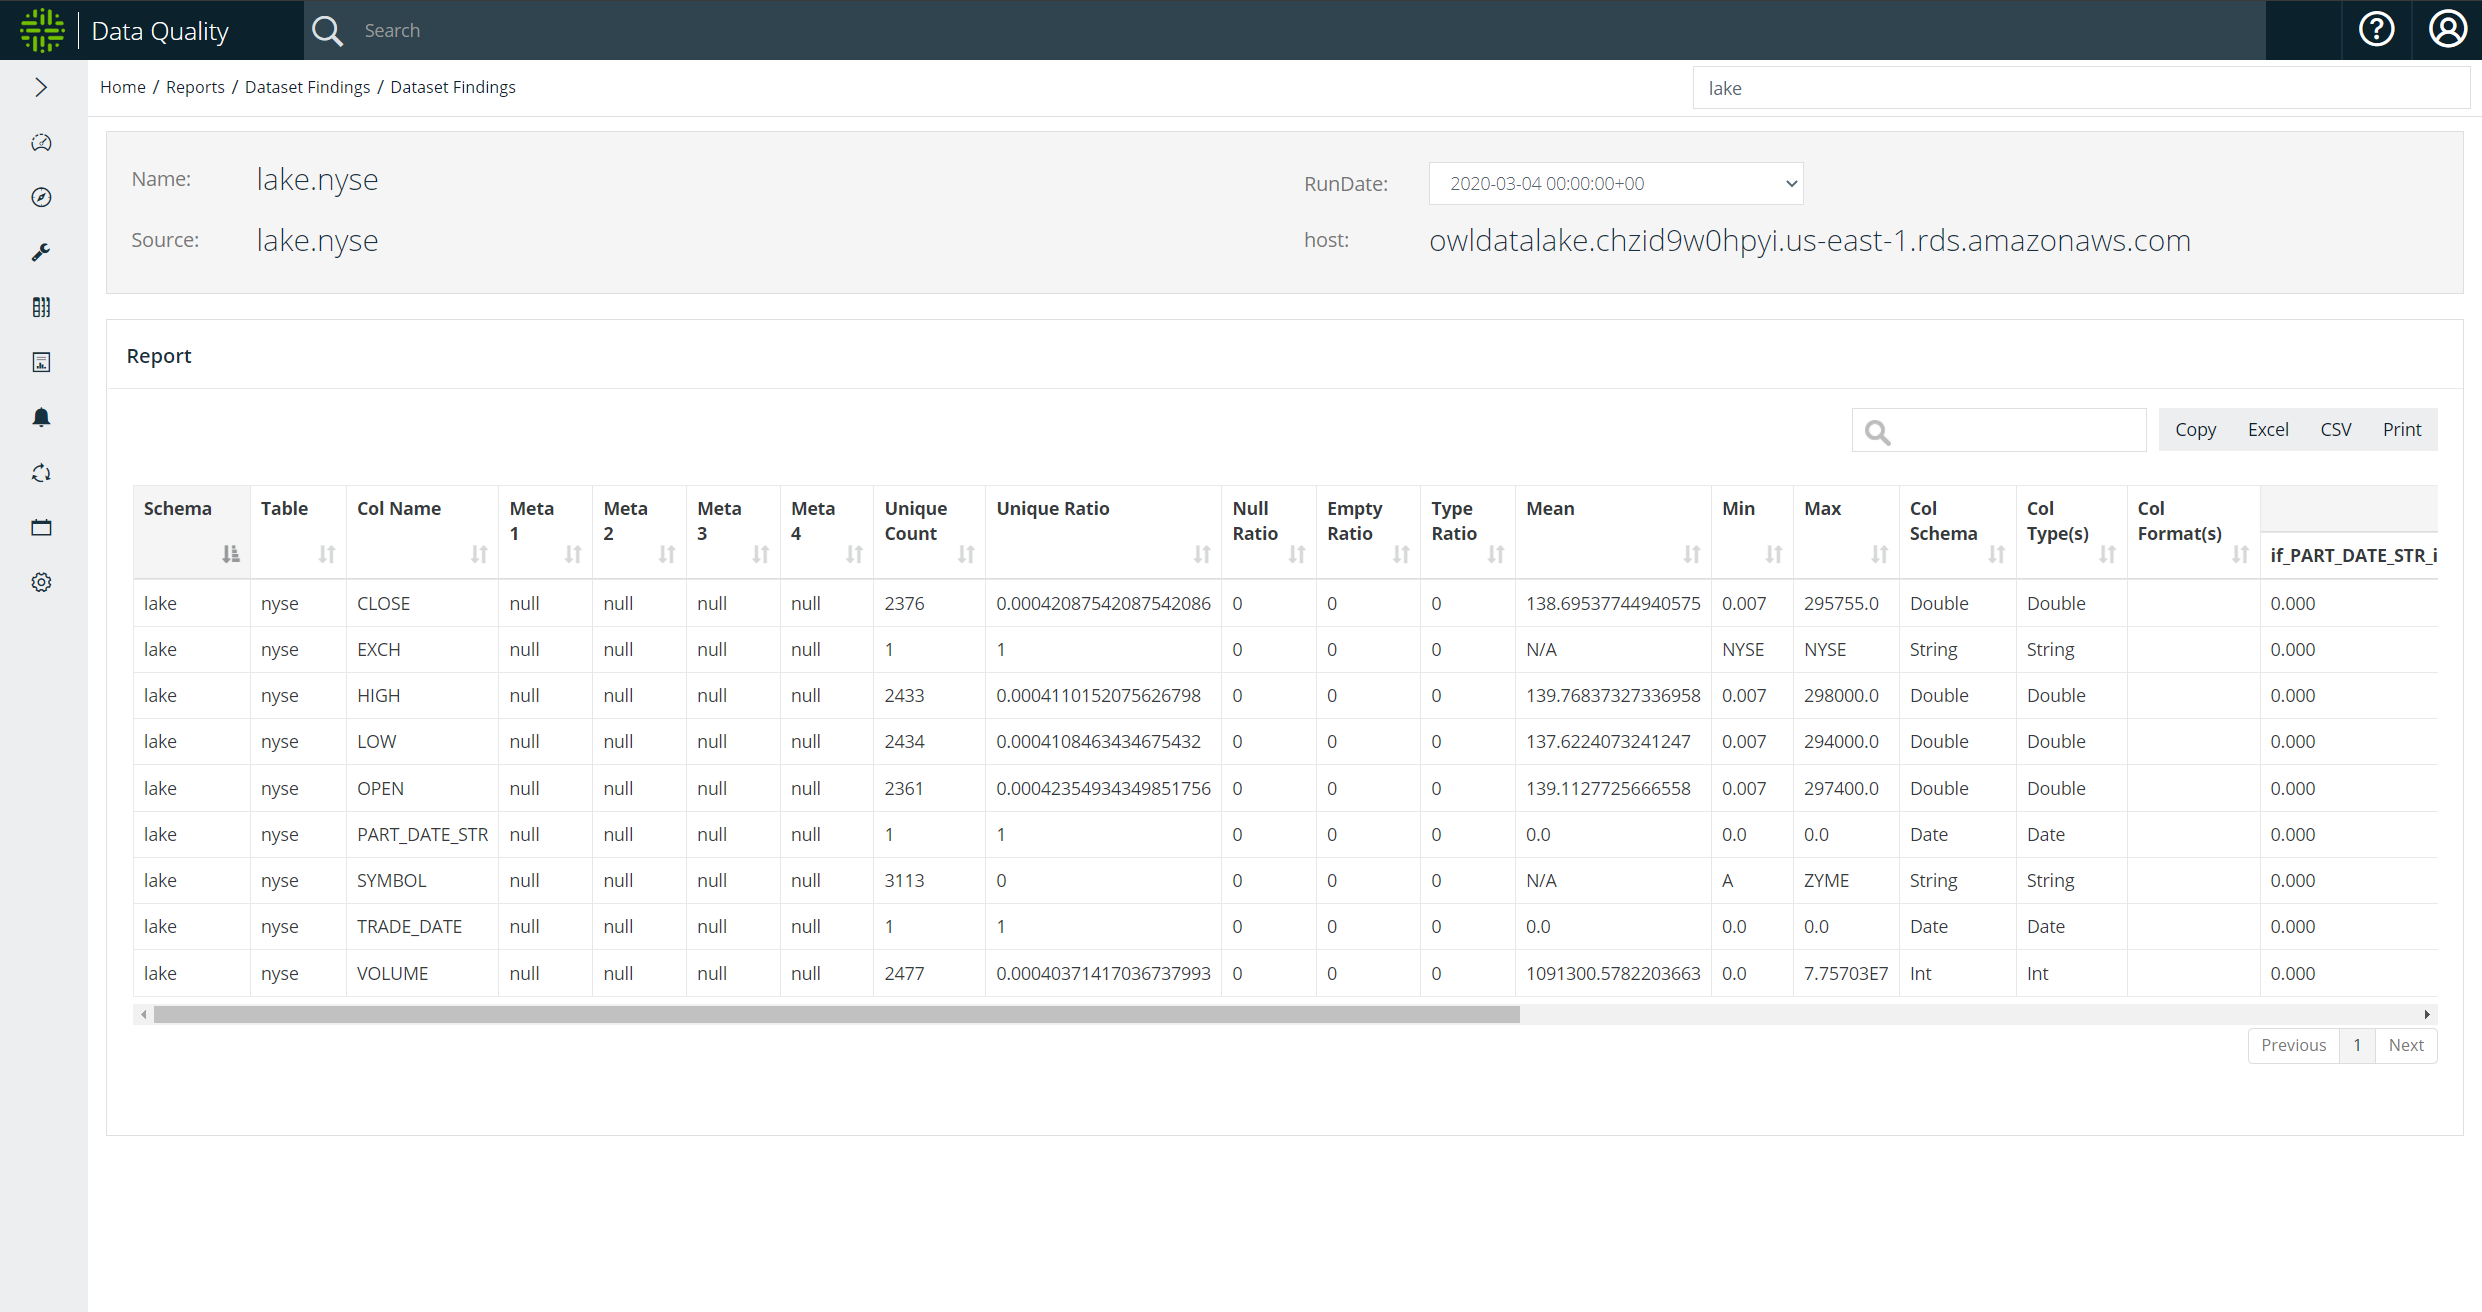 Data Quality
Search
Home / Reports / Dataset Findings / Dataset Findings
lake
Name: lake.nyse RunDate: 2020-03-04 00:00:00+00
Source: lake.nyse host: owldatalake.chzid9w0hpyi.us-east-1.rds.amazonaws.com
Report
Copy Excel CSV Print
Schema Table Col Name Meta 1 Meta 2 Meta 3 Meta 4 Unique Count Unique Ratio Null Ratio Empty Ratio Type Ratio Mean Min Max Col Schema Col Type(s) Col Format(s) if_PART_DATE_STR_i
lake nyse CLOSE null null null null 2376 0.00042087542087542086 0 0 0 138.69537744940575 0.007 295755.0 Double Double 0.000
lake nyse EXCH null null null null 1 1 0 0 0 N/A NYSE NYSE String String 0.000
lake nyse HIGH null null null null 2433 0.0004110152075626798 0 0 0 139.76837327336958 0.007 298000.0 Double Double 0.000
lake nyse LOW null null null null 2434 0.0004108463434675432 0 0 0 137.6224073241247 0.007 294000.0 Double Double 0.000
lake nyse OPEN null null null null 2361 0.00042354934349851756 0 0 0 139.1127725666558 0.007 297400.0 Double Double 0.000
lake nyse PART_DATE_STR null null null null 1 1 0 0 0 0.0 0.0 0.0 Date Date 0.000
lake nyse SYMBOL null null null null 3113 0 0 0 0 N/A A ZYME String String 0.000
lake nyse TRADE_DATE null null null null 1 1 0 0 0 0.0 0.0 0.0 Date Date 0.000
lake nyse VOLUME null null null null 2477 0.00040371417036737993 0 0 0 1091300.5782203663 0.0 7.75703E7 Int Int 0.000
Previous 1 Next